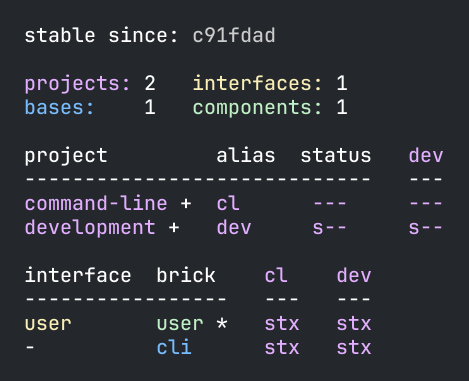 stable since: c91fdad
projects: 2   interfaces: 1
bases:    1   components: 1
project         alias  status   dev
-----------------------------   ---
command-line +  cl      ---     ---
development +   dev     s--     s--
interface  brick    cl    dev
-----------------   ---   ---
user       user *   stx   stx
-          cli      stx   stx